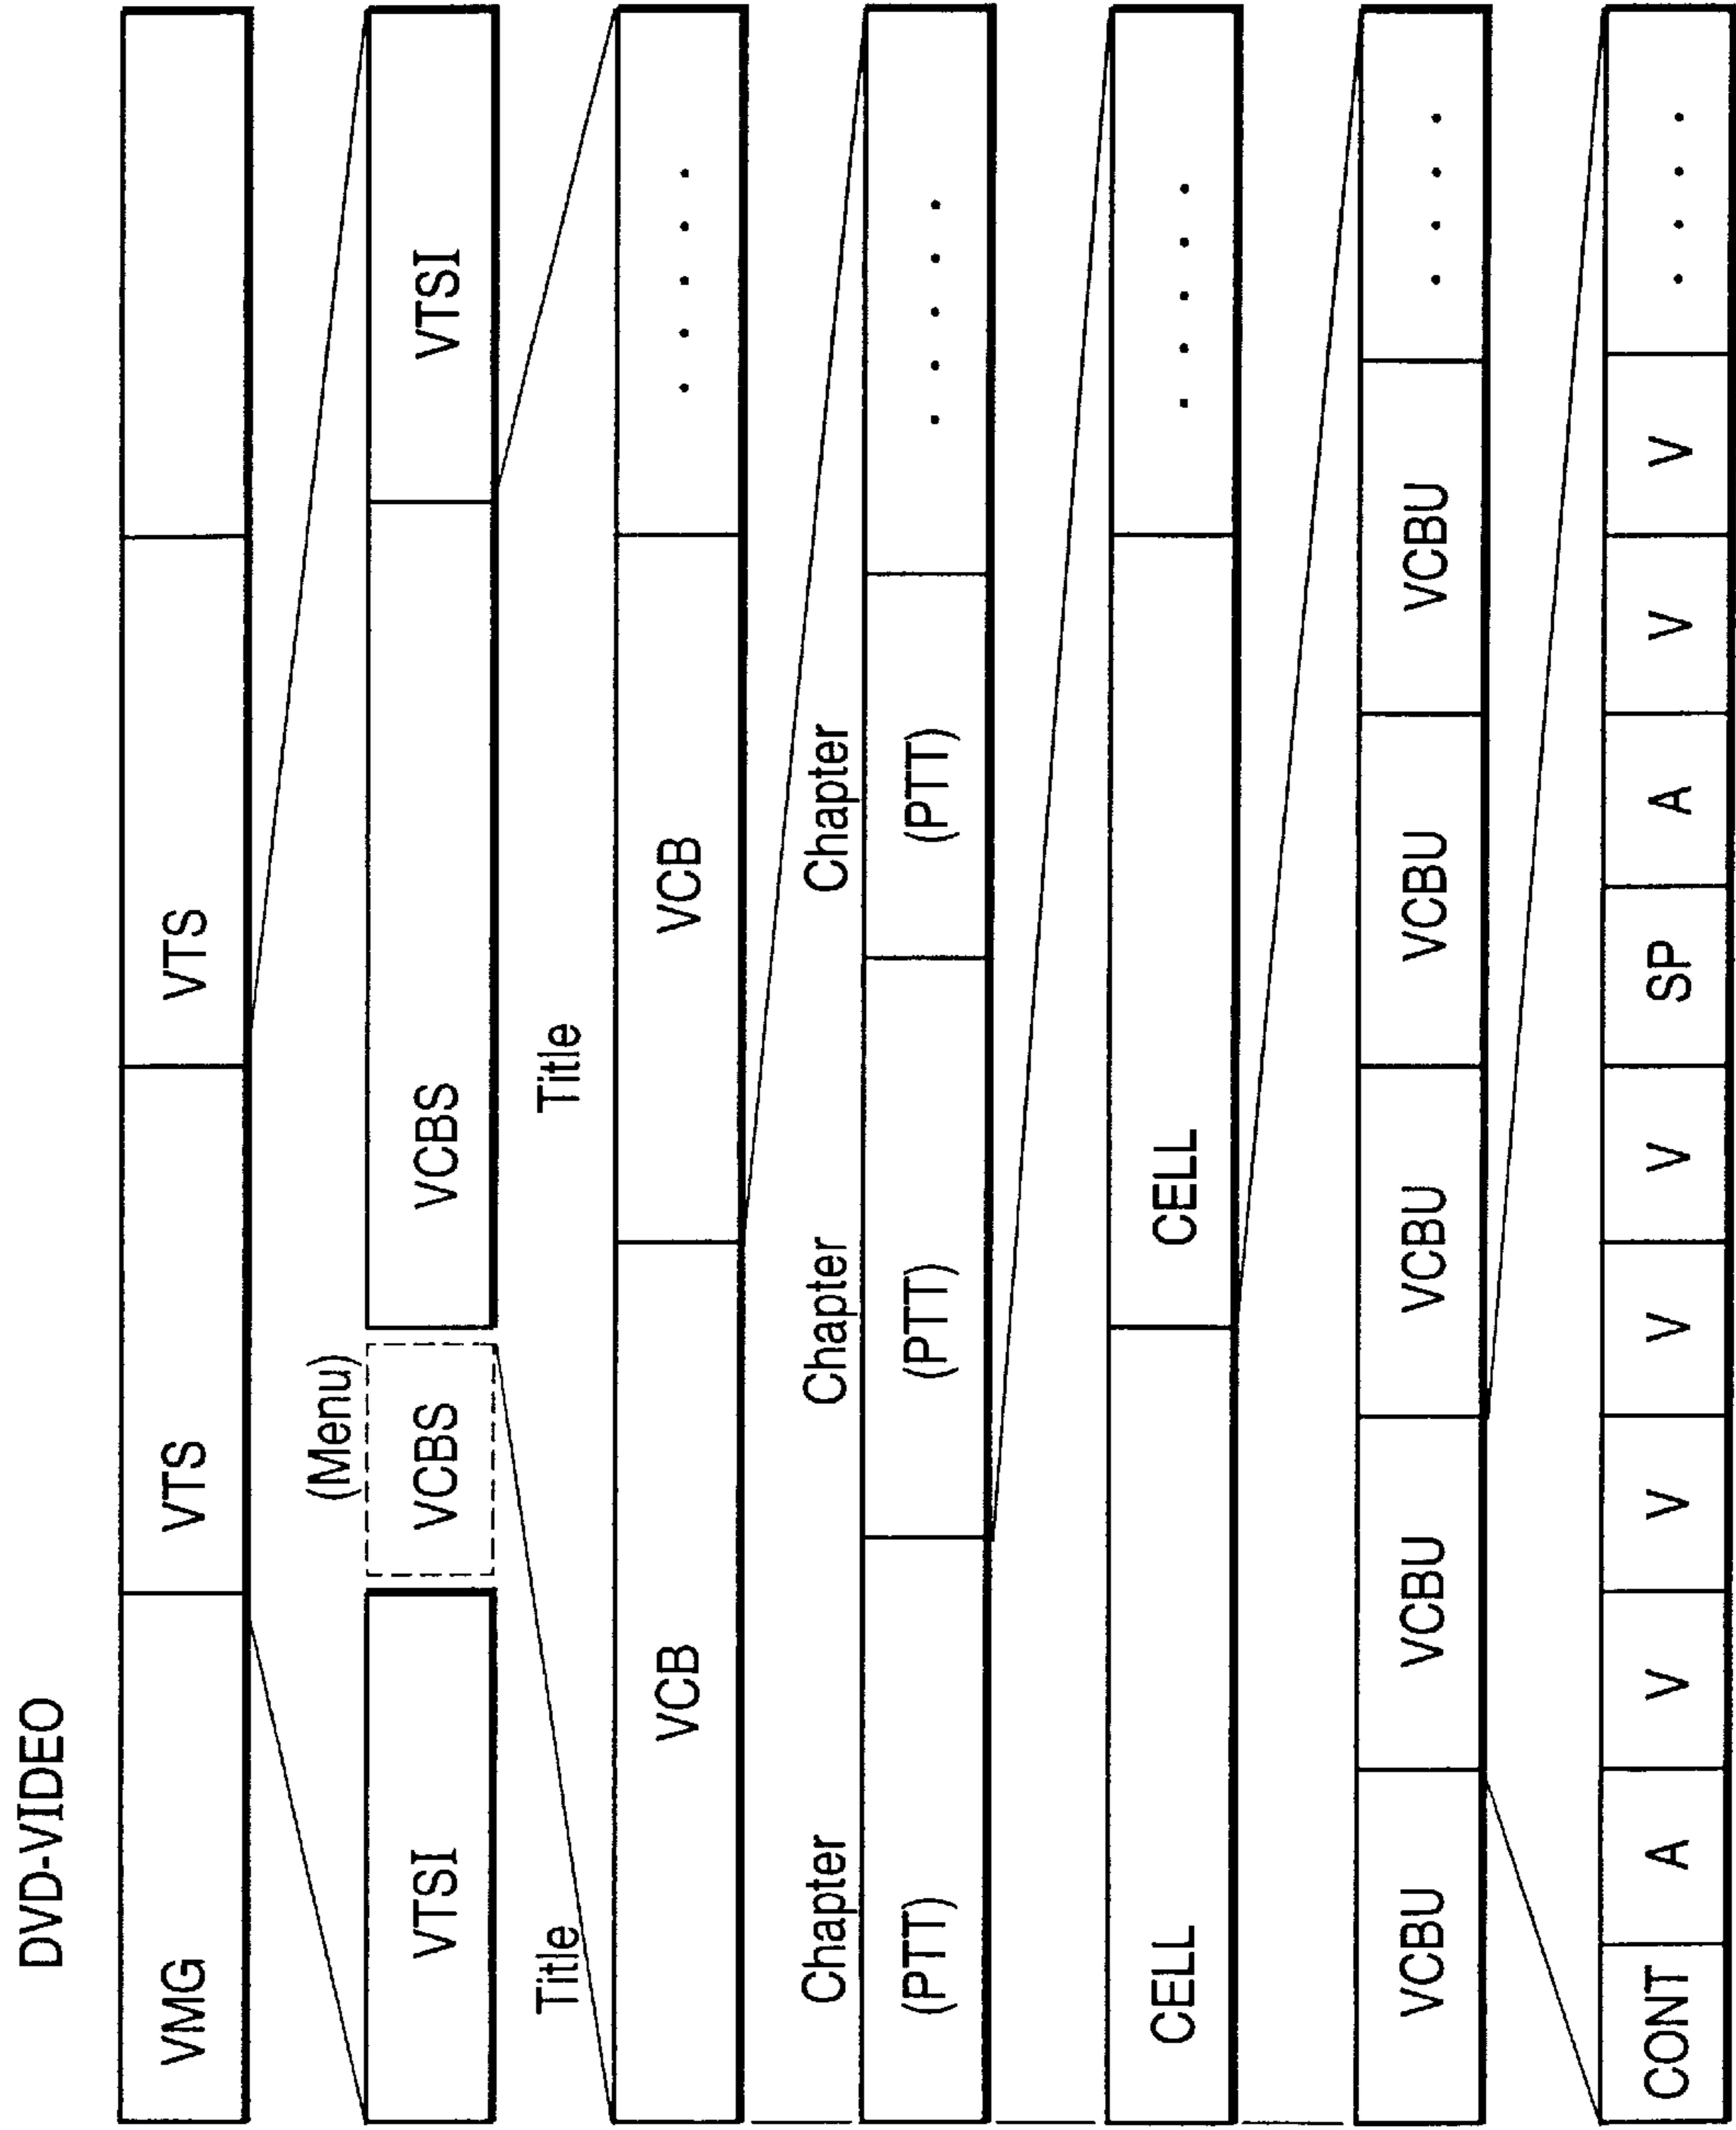 DVD-VIDEO
VMG VTS VTS
(Menu)
VTSI VCBS VCBS VTSI
Title Title
VCB VCB . . . . .
Chapter Chapter Chapter
(PTT) (PTT) (PTT) . . . . .
CELL CELL . . . . .
VCBU VCBU VCBU VCBU VCBU . . . .
CONT A V V V V SP A V V . . . .